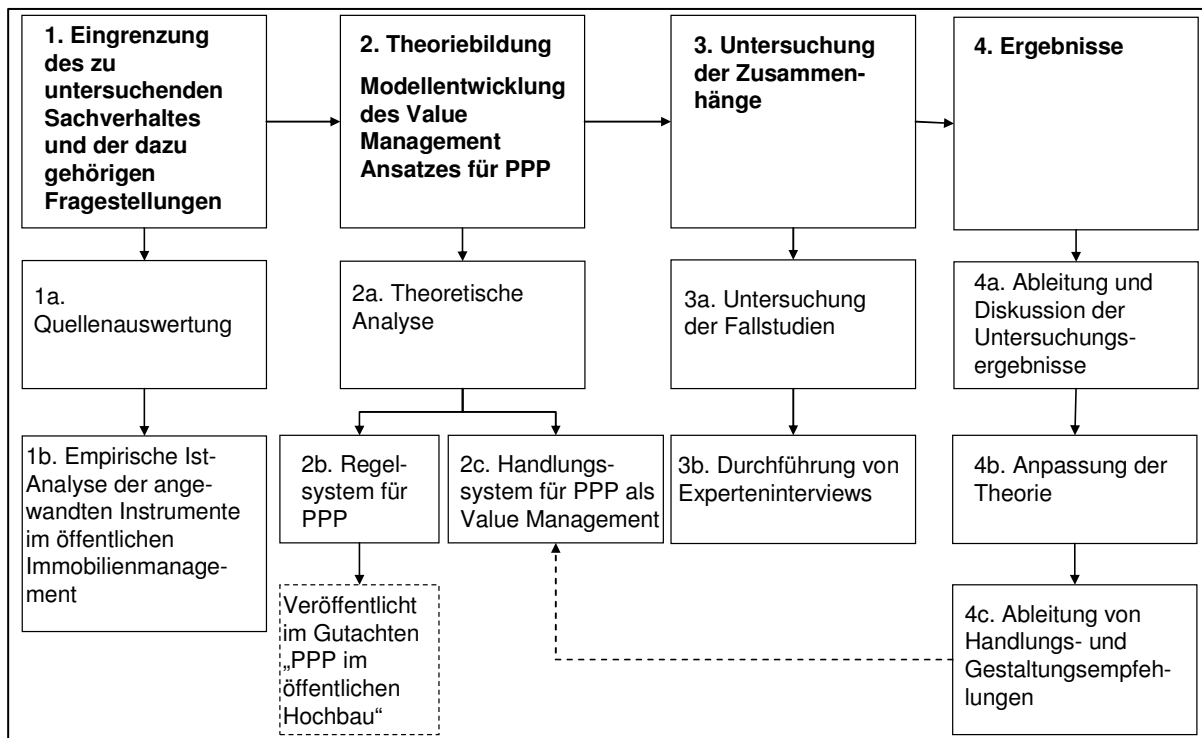 1. Eingrenzung
des zu
untersuchenden
Sachverhaltes
und der dazu
gehörigen
Fragestellungen
2. Theoriebildung
Modellentwicklung
des Value
Management
Ansatzes für PPP
3. Untersuchung
der Zusammen-
hänge
4. Ergebnisse
1a.
Quellenauswertung
2a. Theoretische
Analyse
3a. Untersuchung
der Fallstudien
4a. Ableitung und
Diskussion der
Untersuchungs-
ergebnisse
1b. Empirische Ist-
Analyse der ange-
wandten Instrumente
im öffentlichen
Immobilienmanage-
ment
2b. Regel-
system für
PPP
2c. Handlungs-
system für PPP als
Value Management
3b. Durchführung von
Experteninterviews
4b. Anpassung der
Theorie
Veröffentlicht
im Gutachten
„PPP im
öffentlichen
Hochbau“
4c. Ableitung von
Handlungs- und
Gestaltungsempfeh-
lungen